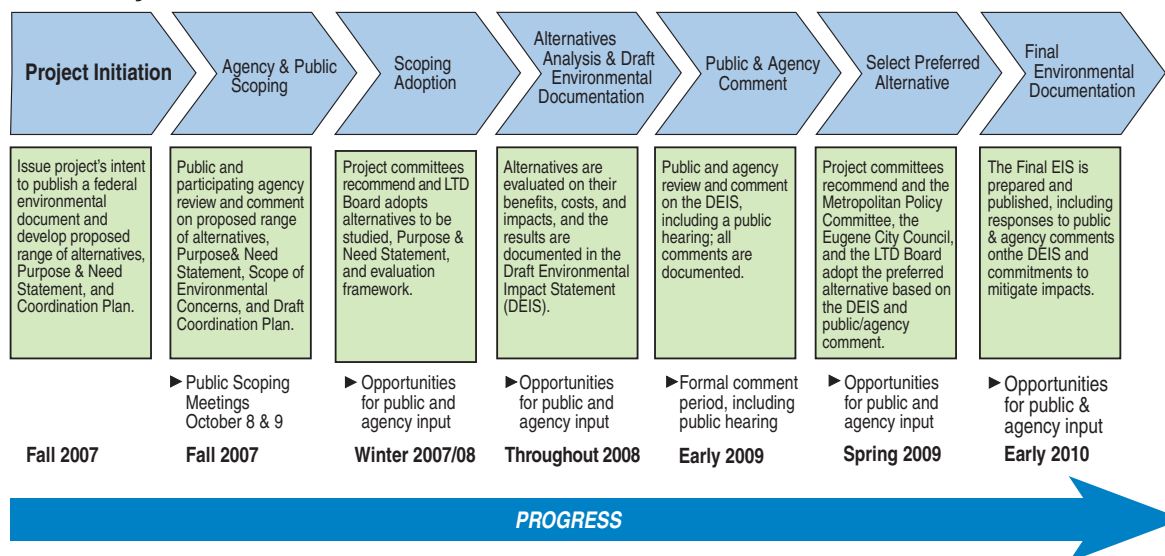 Project Initiation
Agency & Public
Scoping
Scoping
Adoption
Alternatives
Analysis & Draft
Environmental
Documentation
Public & Agency
Comment
Select Preferred
Alternative
Final
Environmental
Documentation
Issue project's intent
to publish a federal
environmental
document and
develop proposed
range of alternatives,
Purpose & Need
Statement, and
Coordination Plan.
Public and
participating agency
review and comment
on proposed range
of alternatives,
Purpose& Need
Statement, Scope of
Environmental
Concerns, and Draft
Coordination Plan.
Project committees
recommend and LTD
Board adopts
alternatives to be
studied, Purpose &
Need Statement,
and evaluation
framework.
Alternatives are
evaluated on their
benefits, costs, and
impacts, and the
results are
documented in the
Draft Environmental
Impact Statement
(DEIS).
Public and agency
review and comment
on the DEIS,
including a public
hearing; all
comments are
documented.
Project committees
recommend and the
Metropolitan Policy
Committee, the
Eugene City Council,
and the LTD Board
adopt the preferred
alternative based on
the DEIS and
public/agency
comment.
The Final EIS is
prepared and
published, including
responses to public
& agency comments
onthe DEIS and
commitments to
mitigate impacts.
► Public Scoping
Meetings
October 8 & 9
► Opportunities
for public and
agency input
►Opportunities
for public and
agency input
►Formal comment
period, including
public hearing
► Opportunities
for public and
agency input
► Opportunities
for public &
agency input
Fall 2007
Fall 2007
Winter 2007/08
Throughout 2008
Early 2009
Spring 2009
Early 2010
PROGRESS